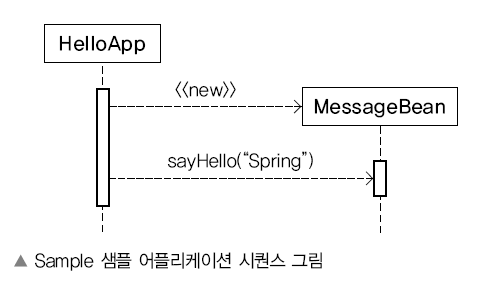 HelloApp
<<new>>
MessageBean
sayHello(“Spring”)
▲ Sample 샘플 어플리케이션 시퀀스 그림